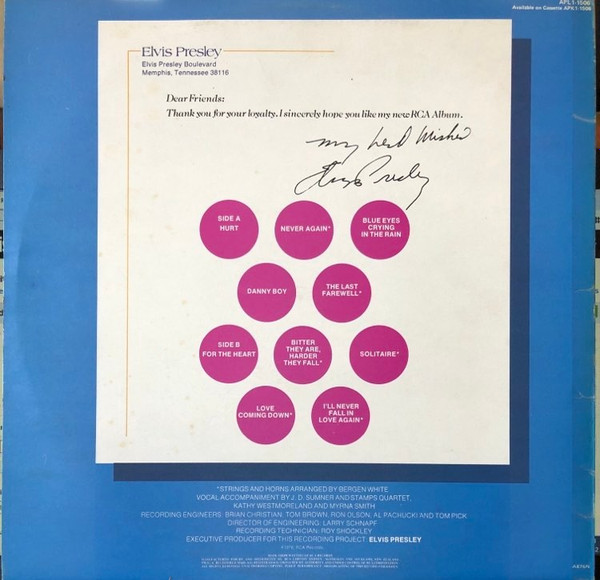 APL1-1506
Available on Cassette APK1-1506
Elvis Presley
Elvis Presley Boulevard
Memphis, Tennessee 38116
Dear Friends:
Thank you for your loyalty. I sincerely hope you like my new RCA Album.
my best wishes
Elvis Presley
SIDE A
HURT
NEVER AGAIN*
BLUE EYES
CRYING
IN THE RAIN
DANNY BOY
THE LAST
FAREWELL*
SIDE B
FOR THE HEART
BITTER
THEY ARE,
HARDER
THEY FALL*
SOLITAIRE*
LOVE
COMING DOWN*
I'LL NEVER
FALL IN
LOVE AGAIN*
*STRINGS AND HORNS ARRANGED BY BERGEN WHITE
VOCAL ACCOMPANIMENT BY J. D. SUMNER AND STAMPS QUARTET,
KATHY WESTMORELAND AND MYRNA SMITH
RECORDING ENGINEERS: BRIAN CHRISTIAN, TOM BROWN, RON OLSON, AL PACHUCKI AND TOM PICK
DIRECTOR OF ENGINEERING: LARRY SCHNAPF
RECORDING TECHNICIAN: ROY SHOCKLEY
EXECUTIVE PRODUCER FOR THIS RECORDING PROJECT: ELVIS PRESLEY
RCA Records